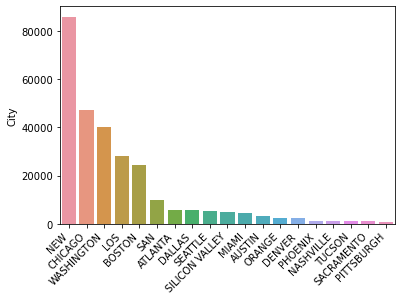 80000
60000
40000
20000
0
City
NEW
CHICAGO
WASHINGTON
LOS
BOSTON
SAN
ATLANTA
DALLAS
SEATTLE
SILICON VALLEY
MIAMI
AUSTIN
ORANGE
DENVER
PHOENIX
NASHVILLE
TUCSON
SACRAMENTO
PITTSBURGH